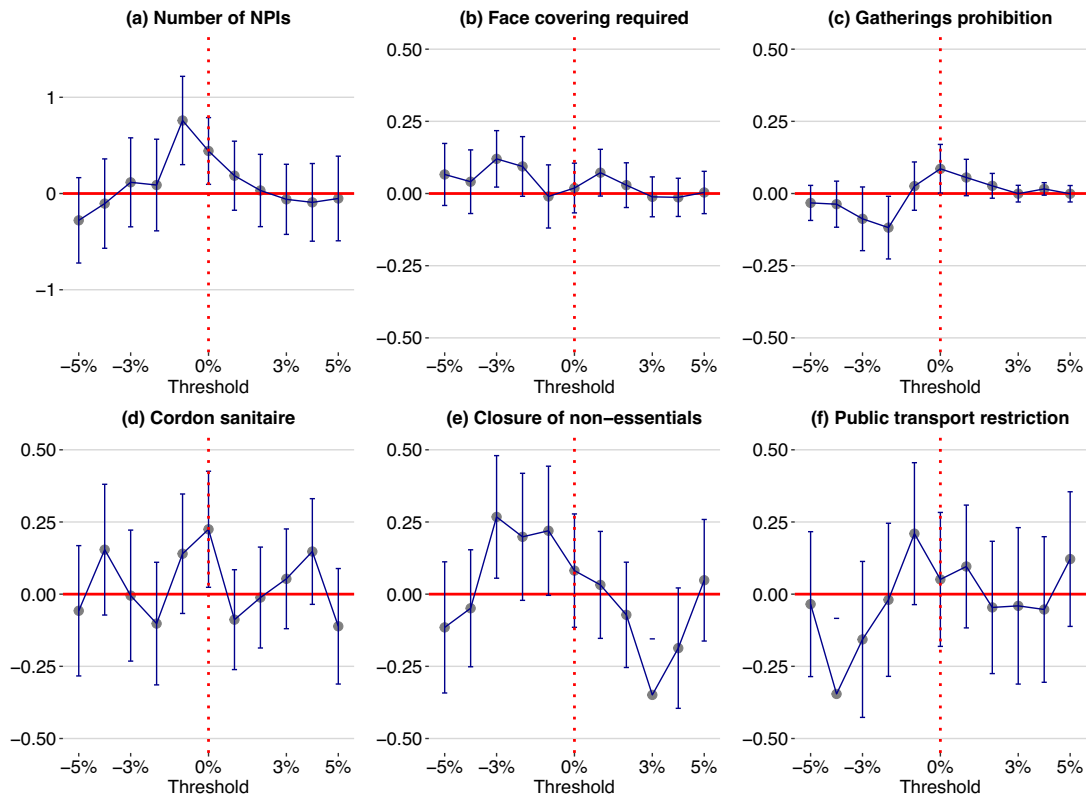 (a) Number of NPIs
(b) Face covering required
(c) Gatherings prohibition
1
0
−1
0.50
0.25
0.00
−0.25
−0.50
0.50
0.25
0.00
−0.25
−0.50
−5% −3% 0% 3% 5%
Threshold
−5% −3% 0% 3% 5%
Threshold
−5% −3% 0% 3% 5%
Threshold
(d) Cordon sanitaire
(e) Closure of non−essentials
(f) Public transport restriction
0.50
0.25
0.00
−0.25
−0.50
0.50
0.25
0.00
−0.25
−0.50
0.50
0.25
0.00
−0.25
−0.50
−5% −3% 0% 3% 5%
Threshold
−5% −3% 0% 3% 5%
Threshold
−5% −3% 0% 3% 5%
Threshold